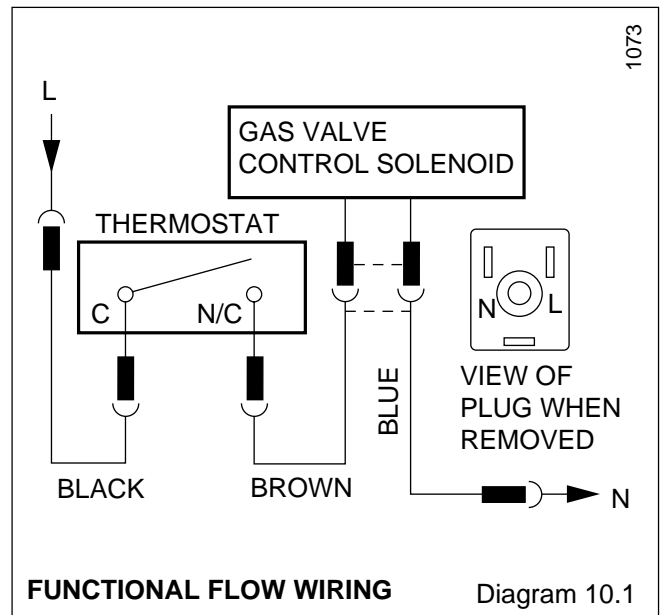 1073
L
GAS VALVE
CONTROL SOLENOID
THERMOSTAT
C
N/C
N
L
BLUE
VIEW OF
PLUG WHEN
REMOVED
BLACK
BROWN
N
FUNCTIONAL FLOW WIRING
Diagram 10.1